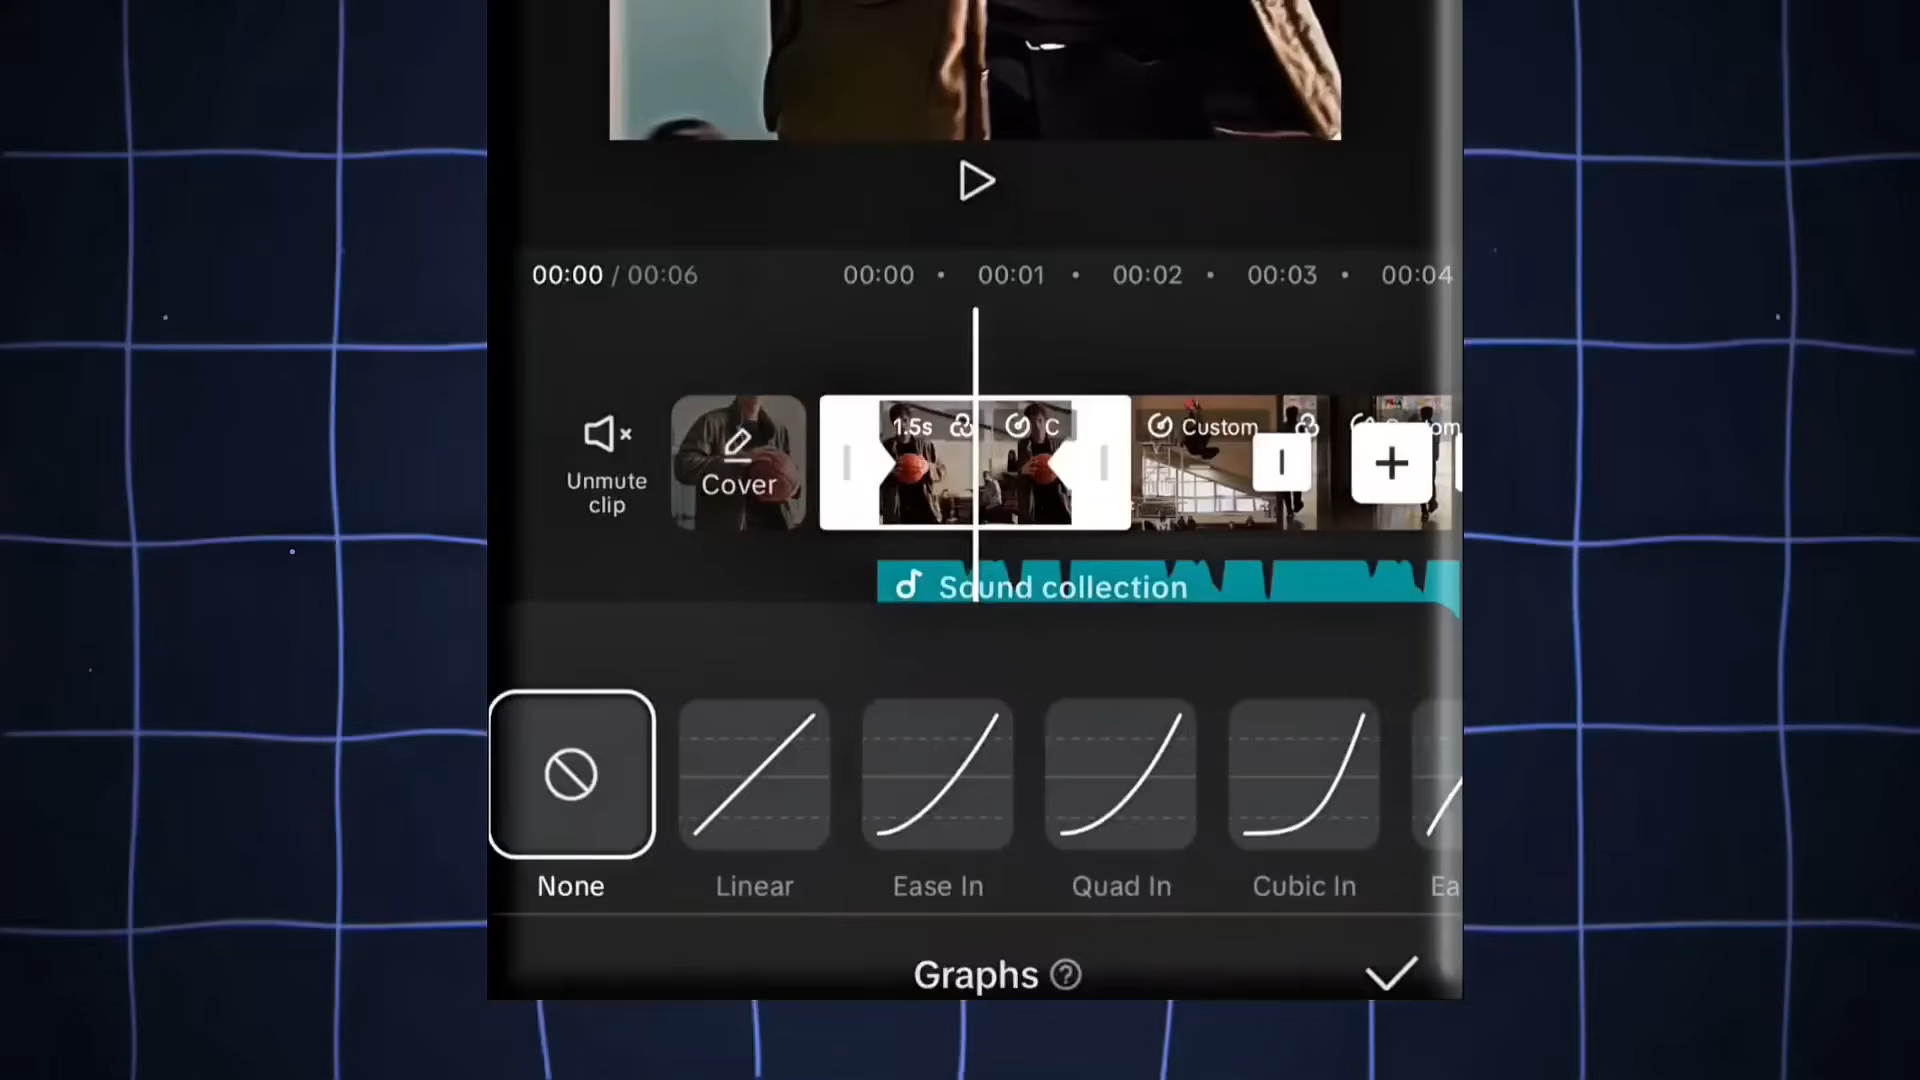 00:00 / 00:06
00:00
00:01
00:02
00:03
00:04
Unmute
clip
Cover
1.5s
C
Custom
Sound collection
None
Linear
Ease In
Quad In
Cubic In
Ea
Graphs